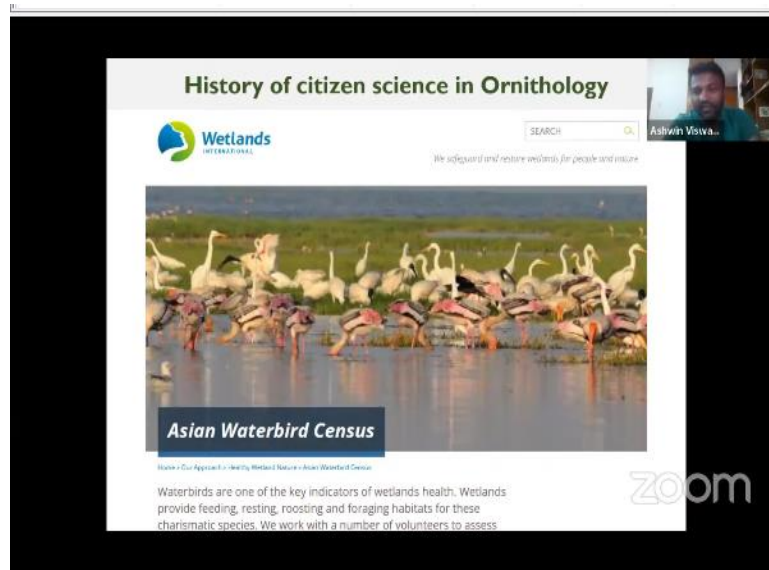 History of citizen science in Ornithology
Ashwin Viswa...
Wetlands
INTERNATIONAL
SEARCH
We safeguard and restore wetlands for people and nature
Asian Waterbird Census
Home » Our Approach » Healthy Wetland Nature » Asian Waterbird Census
Waterbirds are one of the key indicators of wetlands health. Wetlands
provide feeding, resting, roosting and foraging habitats for these
charismatic species. We work with a number of volunteers to assess
zoom